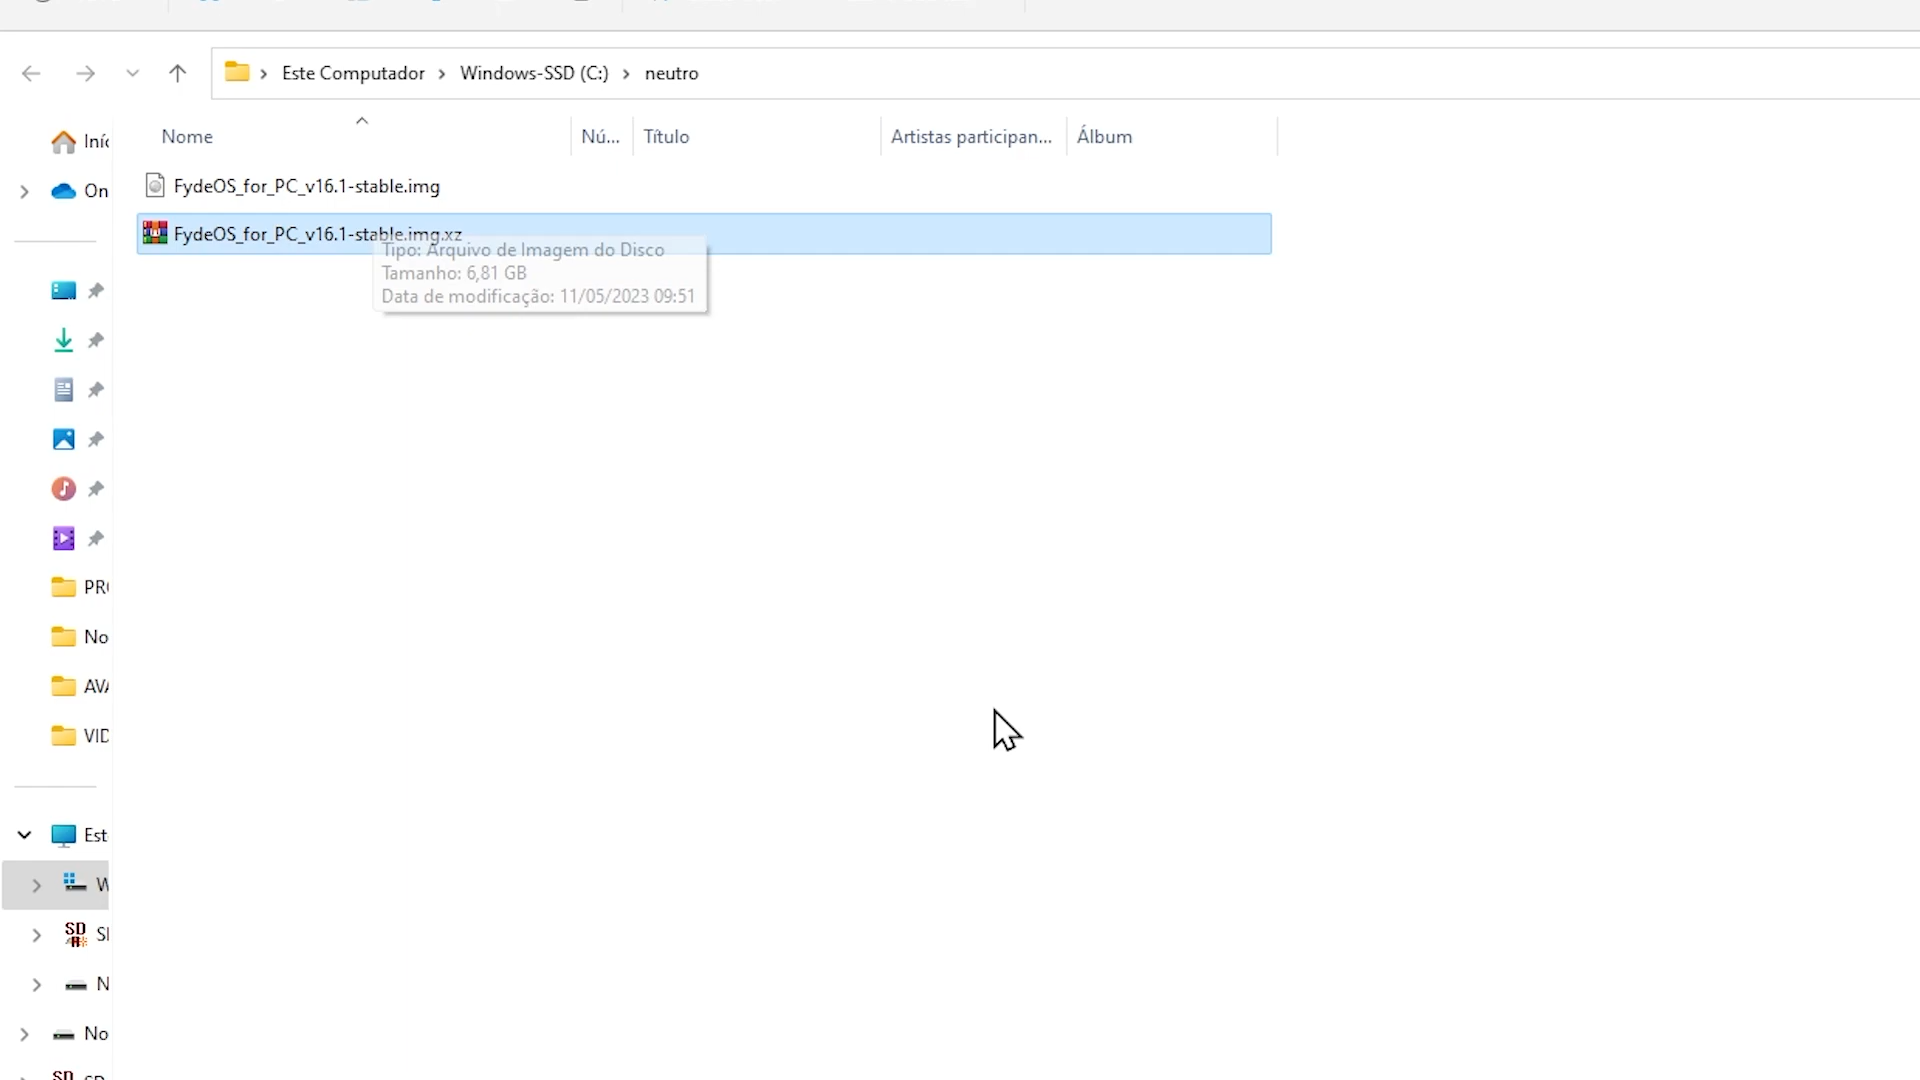 Este Computador > Windows-SSD (C:) > neutro
Nome
Nú...
Título
Artistas participan...
Álbum
FydeOS_for_PC_v16.1-stable.img
FydeOS_for_PC_v16.1-stable.img.xz
Tipo: Arquivo de Imagem do Disco
Tamanho: 6,81 GB
Data de modificação: 11/05/2023 09:51
Iníc
On
PR
No
AVA
VID
Est
W
SD
N
No
SD